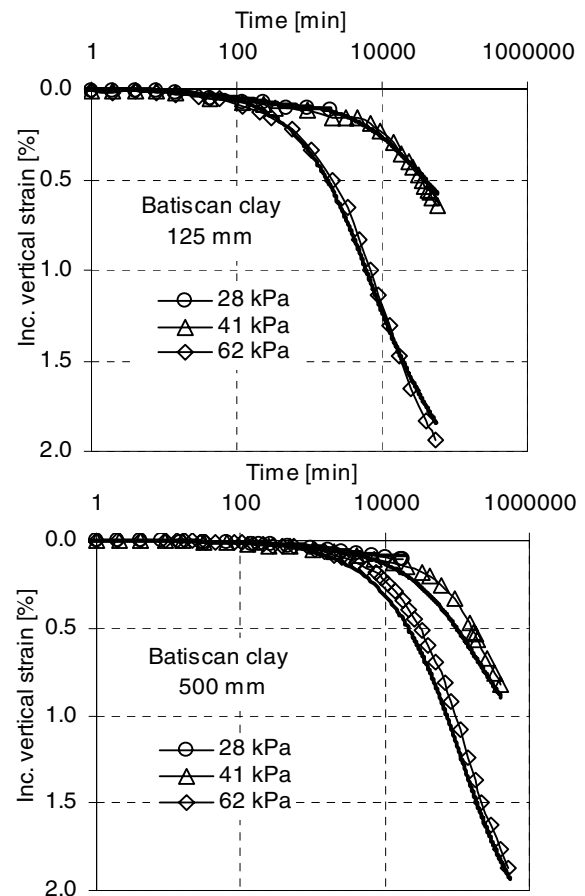 Time [min]
1 100 10000 1000000
0.0
0.5
1.0
1.5
2.0
Inc. vertical strain [%]
Batiscan clay
125 mm
28 kPa
41 kPa
62 kPa
Time [min]
1 100 10000 1000000
0.0
0.5
1.0
1.5
2.0
Inc. vertical strain [%]
Batiscan clay
500 mm
28 kPa
41 kPa
62 kPa